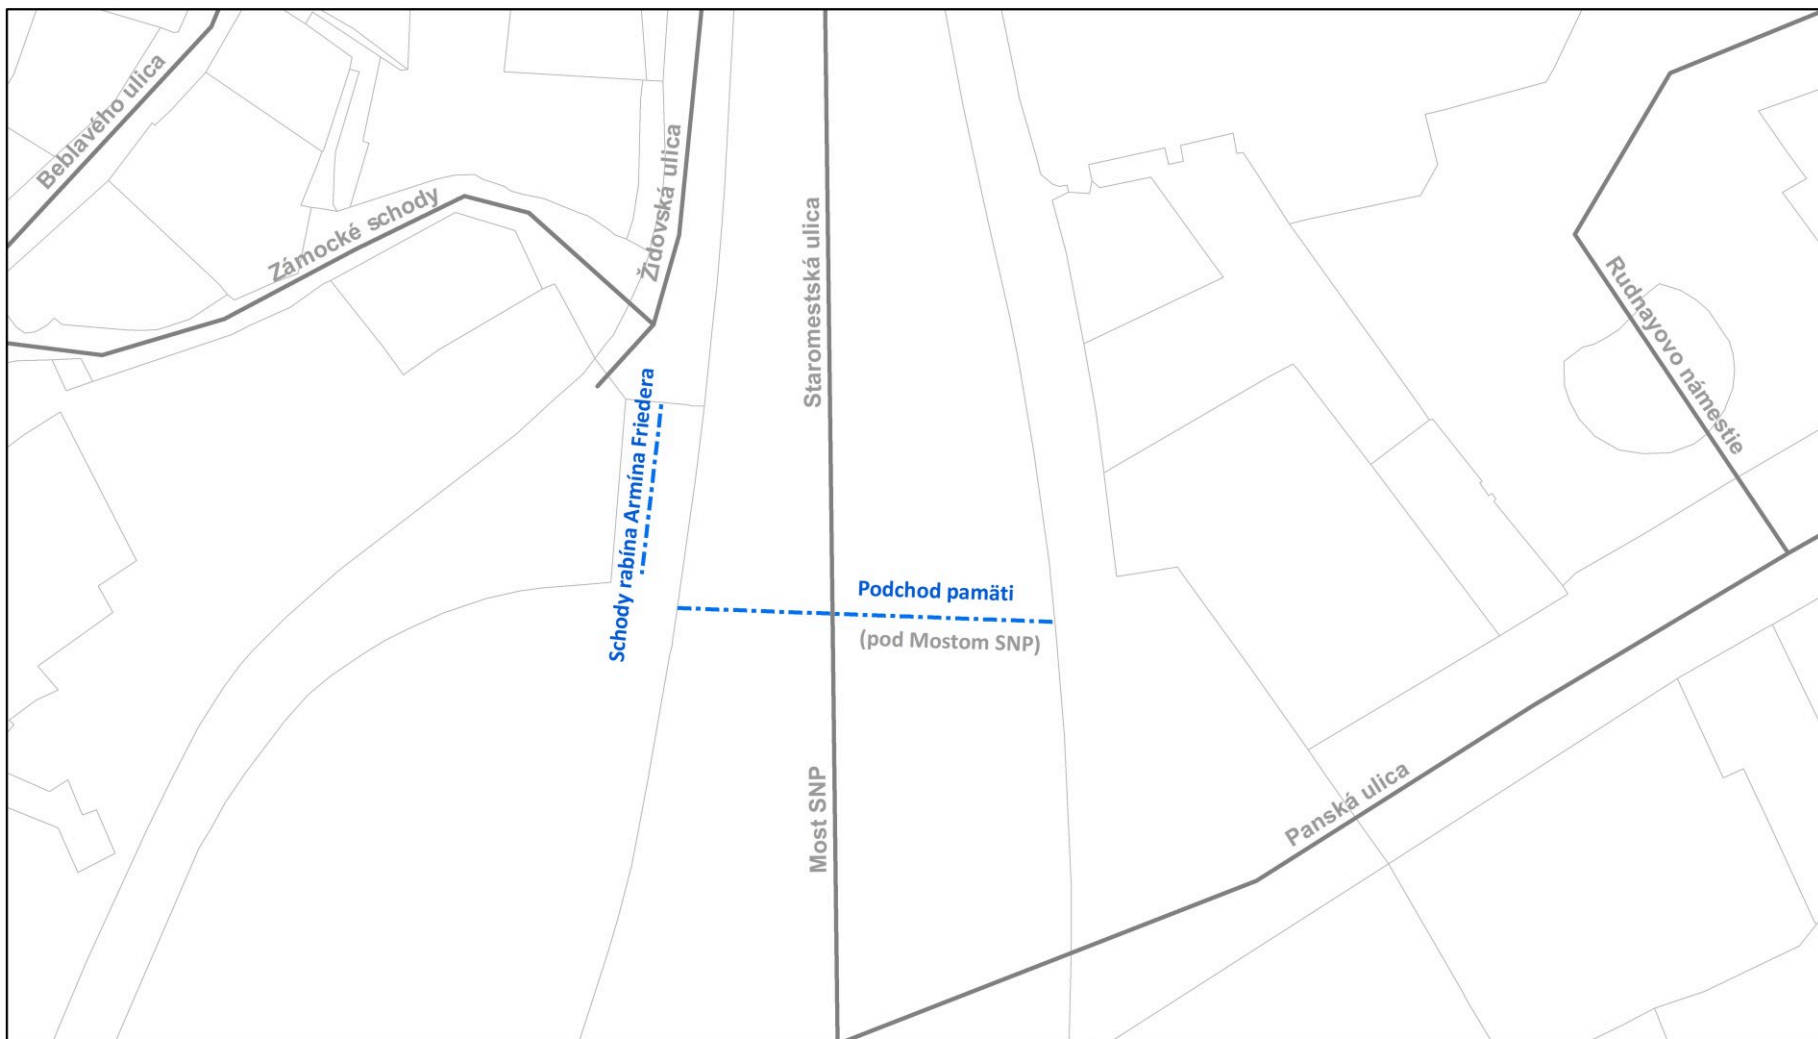 Beblavého ulica
Zámocké schody
Židovská ulica
Staromestská ulica
Rudnayovo námestie
Schody rabína Armína Friedera
Podchod pamäti
(pod Mostom SNP)
Most SNP
Panská ulica